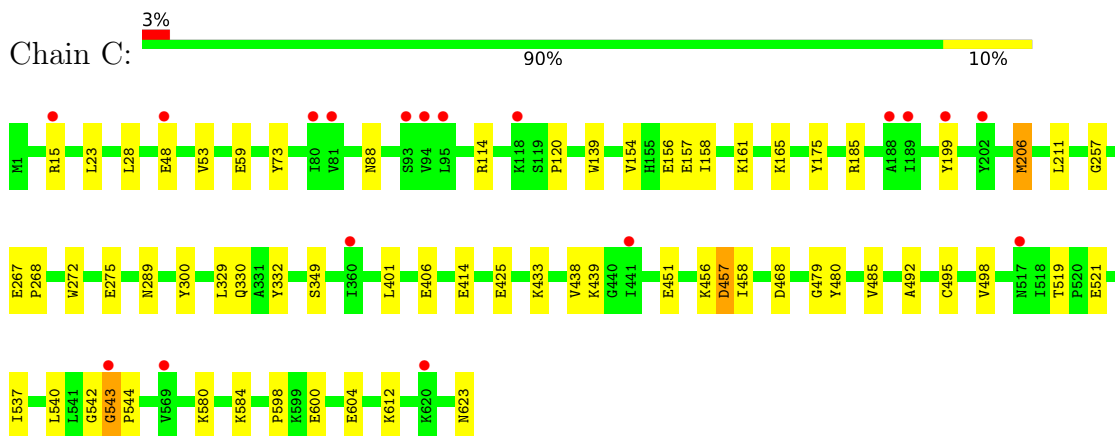 3%
Chain C:
90% 10%
M1 R15 L23 L28 E48 V53 E59 Y73 I80 V81 N88 S93 V94 L95 R114 K118 S119 P120 W139 V154 H155 E156 E157 I158 K161 K165 Y175 R185 A188 I189 Y199 Y202 M206 L211 G257
E267 P268 W272 E275 N289 Y300 L329 Q330 A331 Y332 S349 I360 L401 E406 E414 E425 K433 V438 K439 G440 I441 E451 K456 D457 I458 D468 G479 Y480 V485 A492 C495 V498 N517 I518 T519 P520 E521
I537 L540 L541 G542 G543 P544 V569 K580 K584 P598 K599 E600 E604 K612 K620 N623